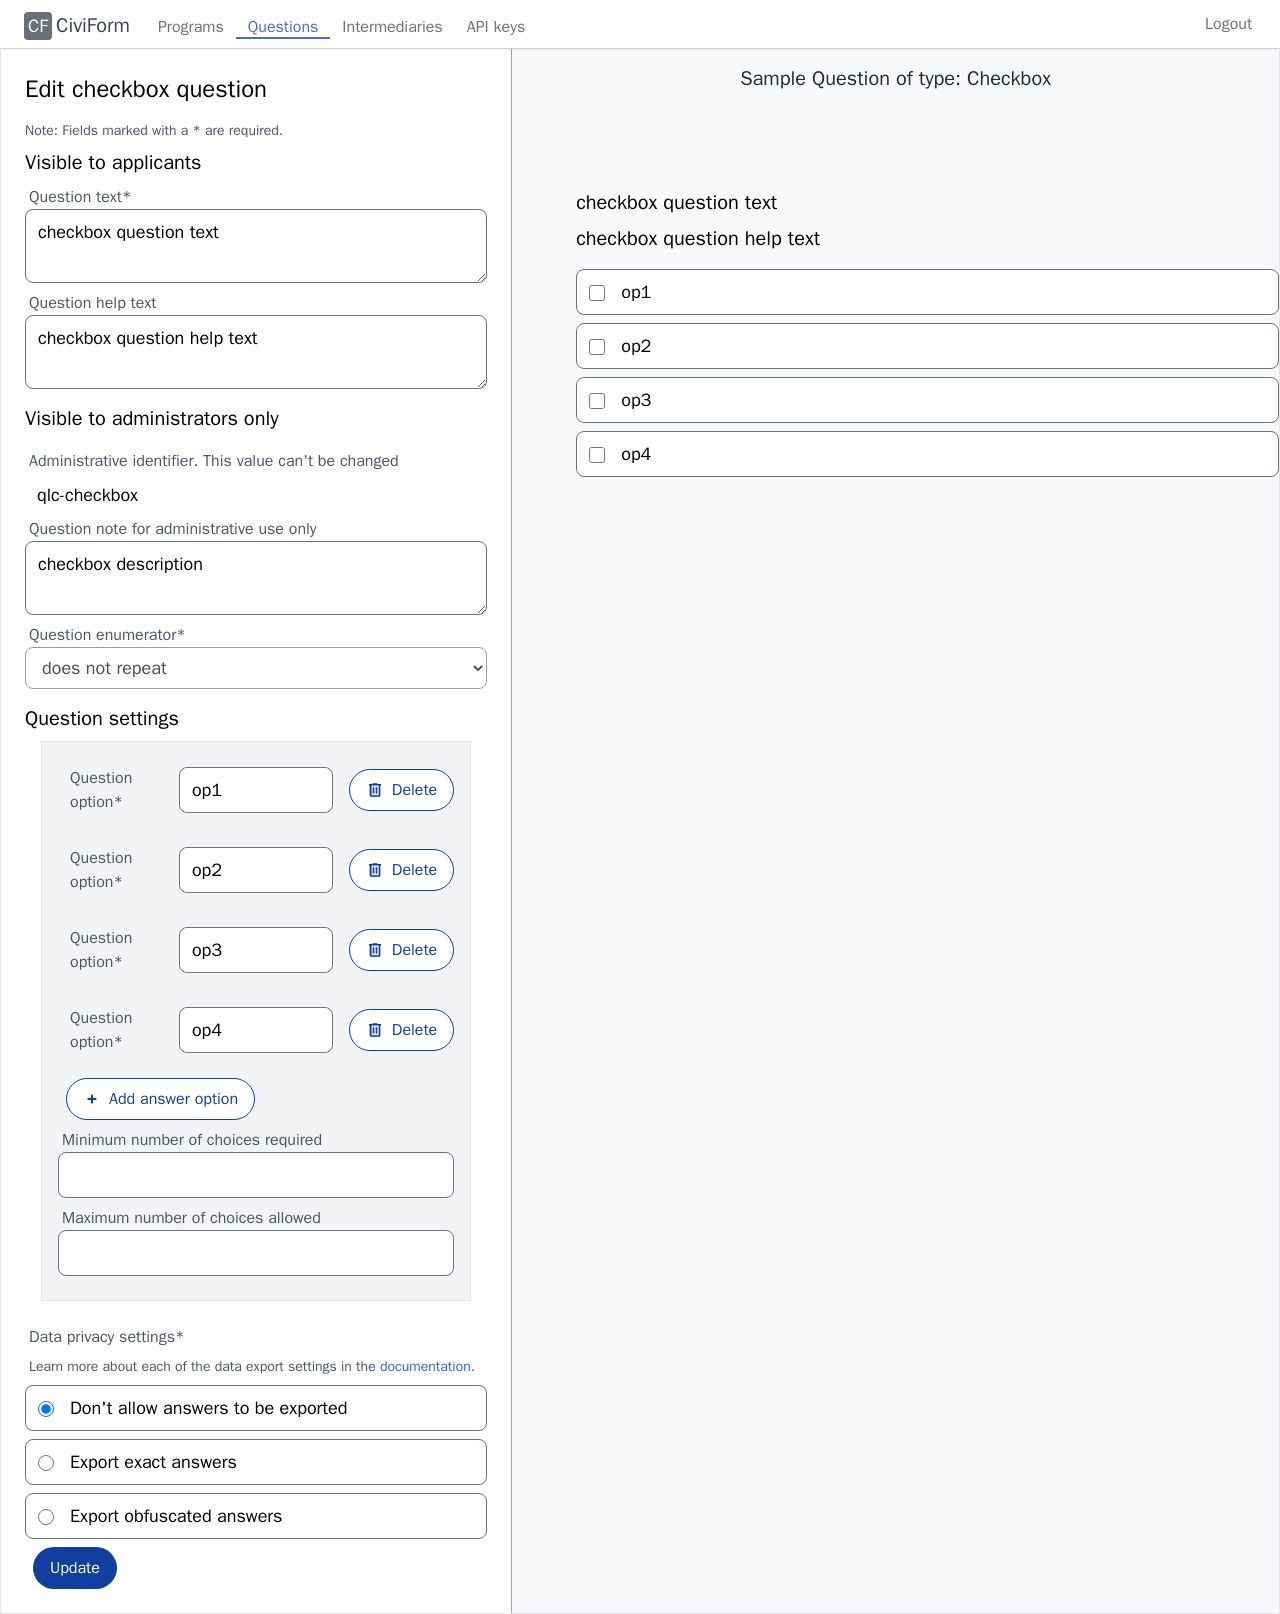 CF CiviForm Programs Questions Intermediaries API keys Logout
Edit checkbox question
Note: Fields marked with a * are required.
Visible to applicants
Question text*
checkbox question text
Question help text
checkbox question help text
Visible to administrators only
Administrative identifier. This value can't be changed
qlc-checkbox
Question note for administrative use only
checkbox description
Question enumerator*
does not repeat
Question settings
Question option*
op1
Delete
Question option*
op2
Delete
Question option*
op3
Delete
Question option*
op4
Delete
+ Add answer option
Minimum number of choices required
Maximum number of choices allowed
Data privacy settings*
Learn more about each of the data export settings in the documentation.
Don't allow answers to be exported
Export exact answers
Export obfuscated answers
Update
Sample Question of type: Checkbox
checkbox question text
checkbox question help text
op1
op2
op3
op4